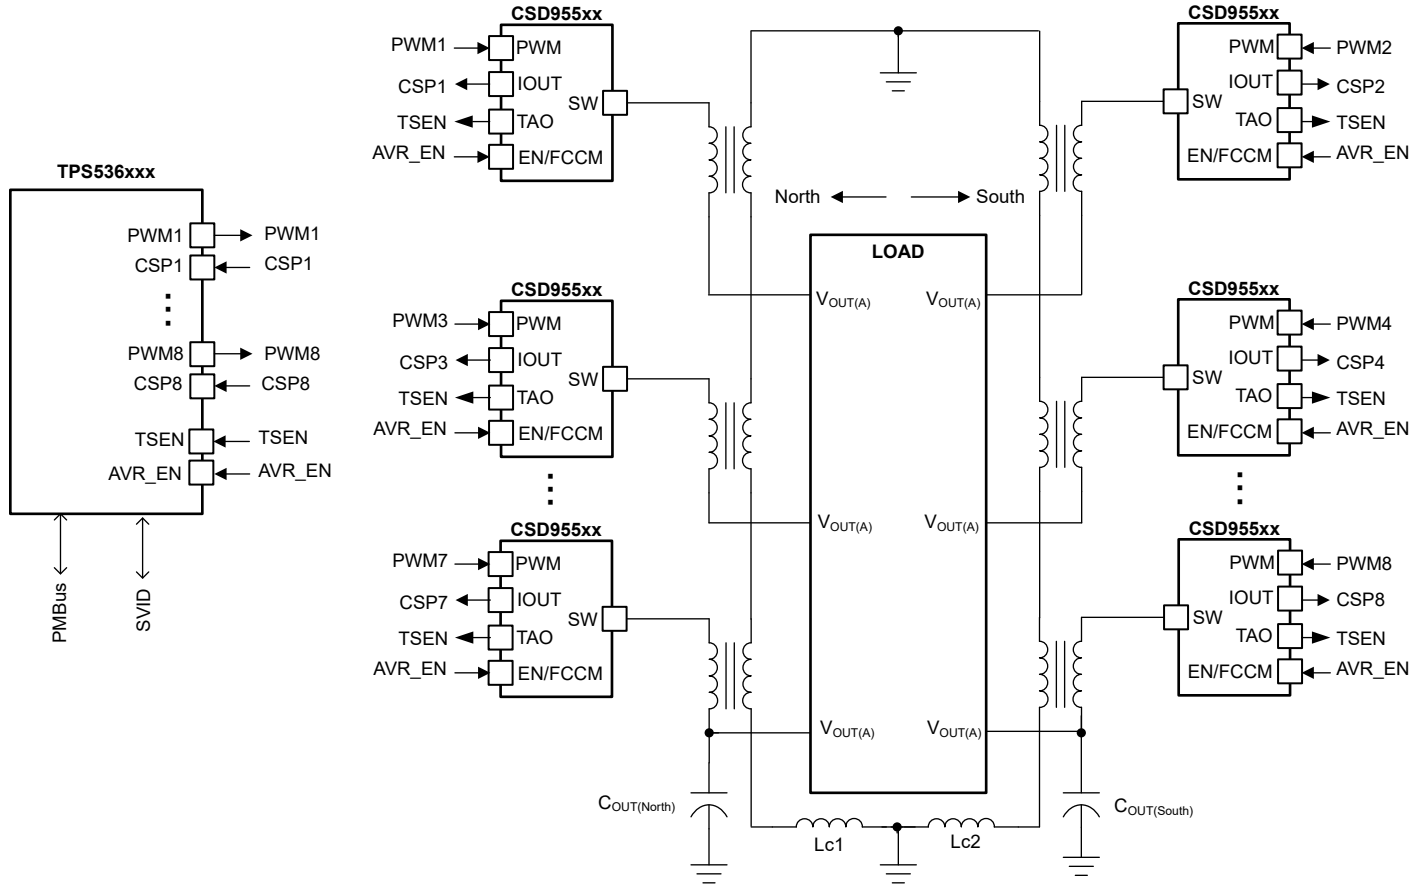 TPS536xxx
PWM1
PWM1
CSP1
CSP1
PWM8
PWM8
CSP8
CSP8
TSEN
TSEN
AVR_EN
AVR_EN
PMBus
SVID
CSD955xx
PWM1
PWM
CSP1
IOUT
SW
TSEN
TAO
AVR_EN
EN/FCCM
CSD955xx
PWM3
PWM
CSP3
IOUT
SW
TSEN
TAO
AVR_EN
EN/FCCM
CSD955xx
PWM7
PWM
CSP7
IOUT
SW
TSEN
TAO
AVR_EN
EN/FCCM
North
South
LOAD
VOUT(A)
VOUT(A)
VOUT(A)
VOUT(A)
VOUT(A)
VOUT(A)
COUT(North)
COUT(South)
Lc1
Lc2
CSD955xx
PWM
PWM2
IOUT
CSP2
SW
TAO
TSEN
EN/FCCM
AVR_EN
CSD955xx
PWM
PWM4
IOUT
CSP4
SW
TAO
TSEN
EN/FCCM
AVR_EN
CSD955xx
PWM
PWM8
IOUT
CSP8
SW
TAO
TSEN
EN/FCCM
AVR_EN